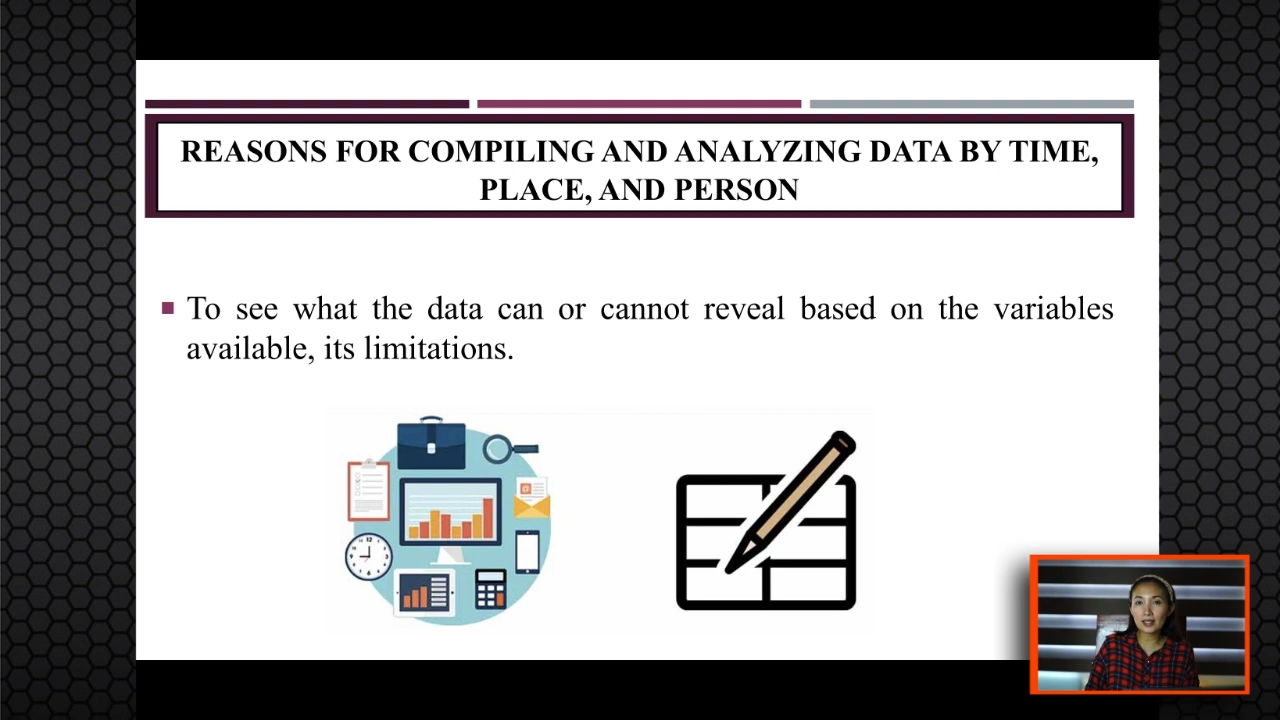 REASONS FOR COMPILING AND ANALYZING DATA BY TIME,
PLACE, AND PERSON
To see what the data can or cannot reveal based on the variables
available, its limitations.